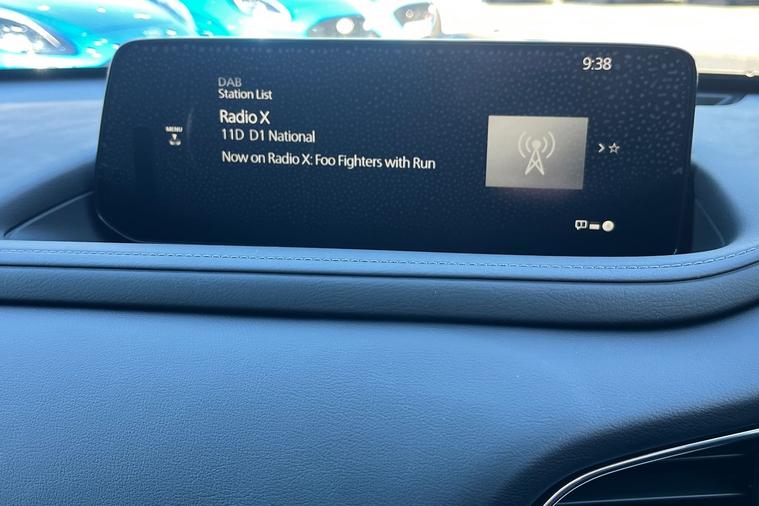 9:38
DAB
Station List
Radio X
11D D1 National
Now on Radio X: Foo Fighters with Run
MENU